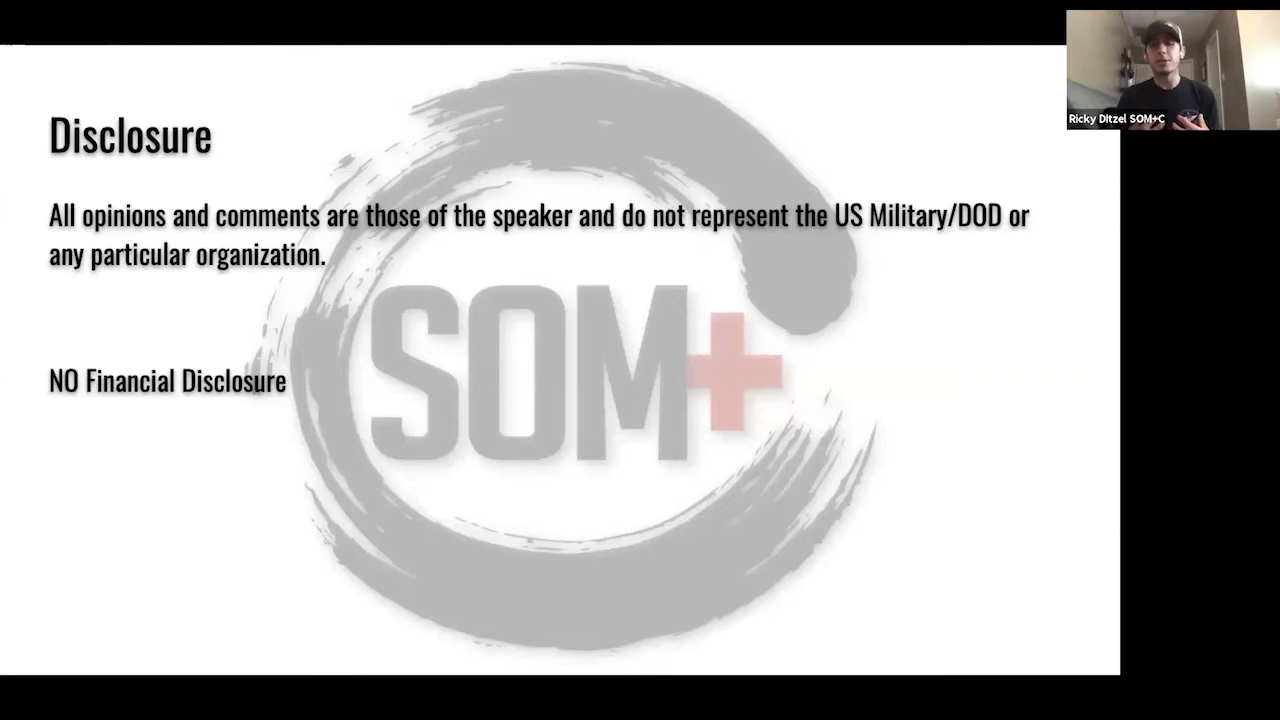 Disclosure
All opinions and comments are those of the speaker and do not represent the US Military/DOD or
any particular organization.
SOM+
NO Financial Disclosure
Ricky Ditzel SOM+C